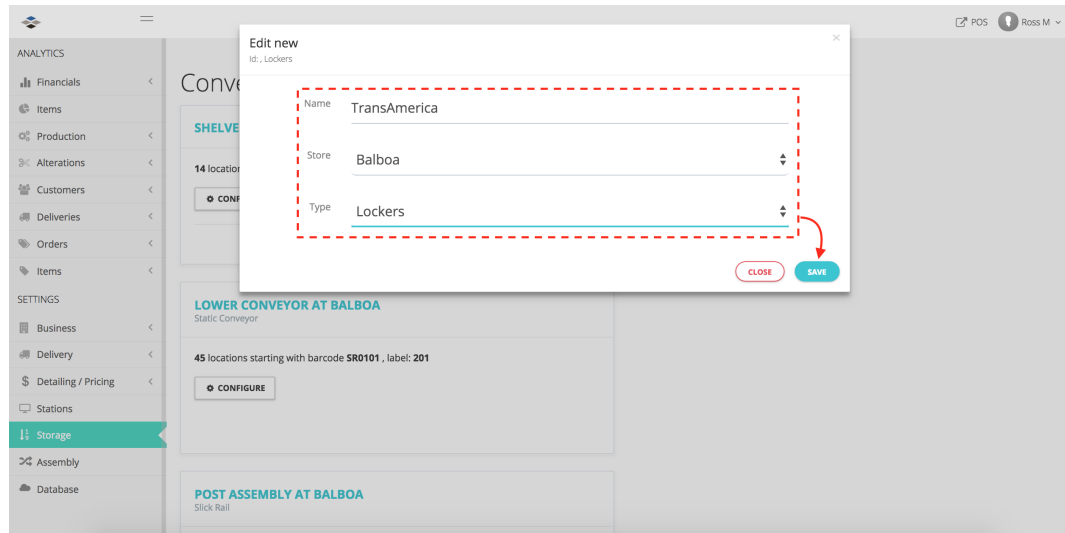 POS
Ross M
ANALYTICS
Financials
Items
Production
Alterations
Customers
Deliveries
Orders
Items
SETTINGS
Business
Delivery
Detailing / Pricing
Stations
Storage
Assembly
Database
Edit new
Id: , Lockers
×
Name TransAmerica
Store Balboa
Type Lockers
CLOSE SAVE
Conve
SHELVE
14 location
CONF
LOWER CONVEYOR AT BALBOA
Static Conveyor
45 locations starting with barcode SR0101 , label: 201
CONFIGURE
POST ASSEMBLY AT BALBOA
Slick Rail